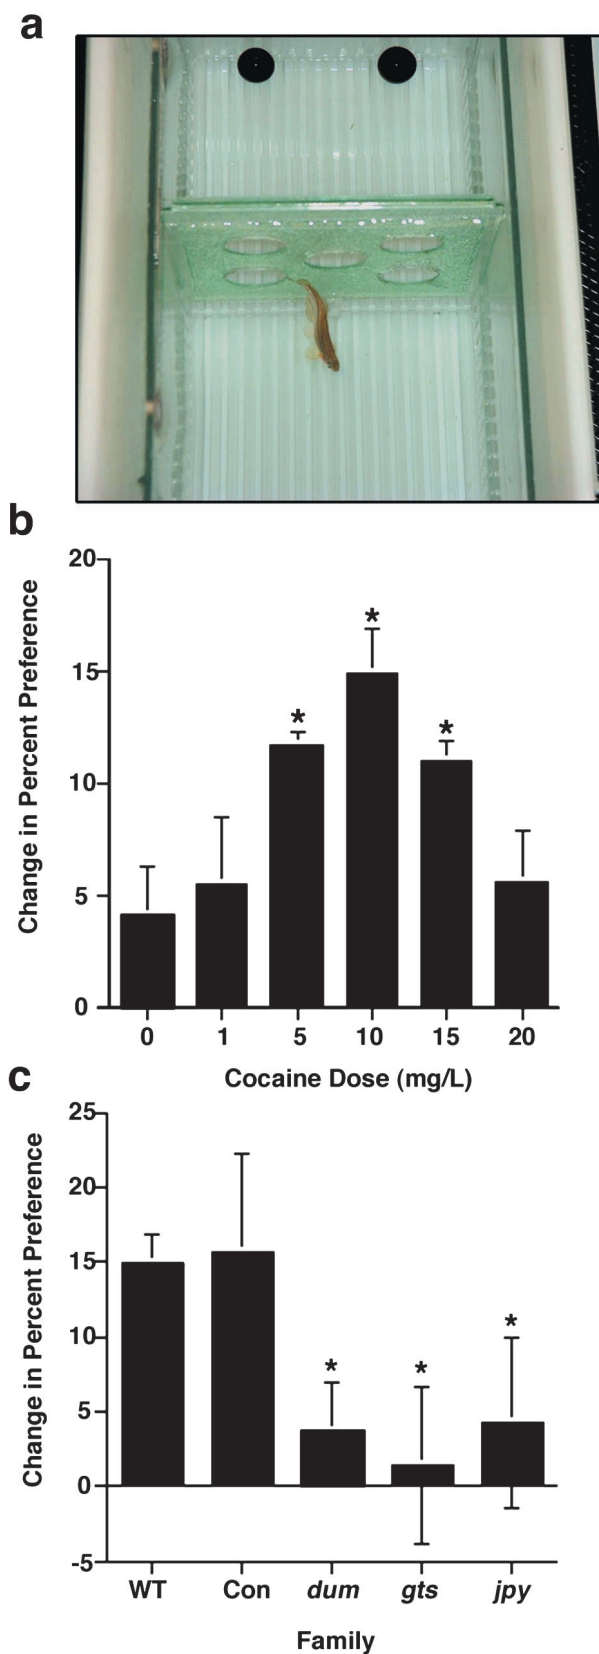 a
b
Change in Percent Preference
20
15
10
5
0
*
*
*
0 1 5 10 15 20
Cocaine Dose (mg/L)
c
Change in Percent Preference
25
20
15
10
5
0
-5
*
*
*
WT Con dum gts jpy
Family